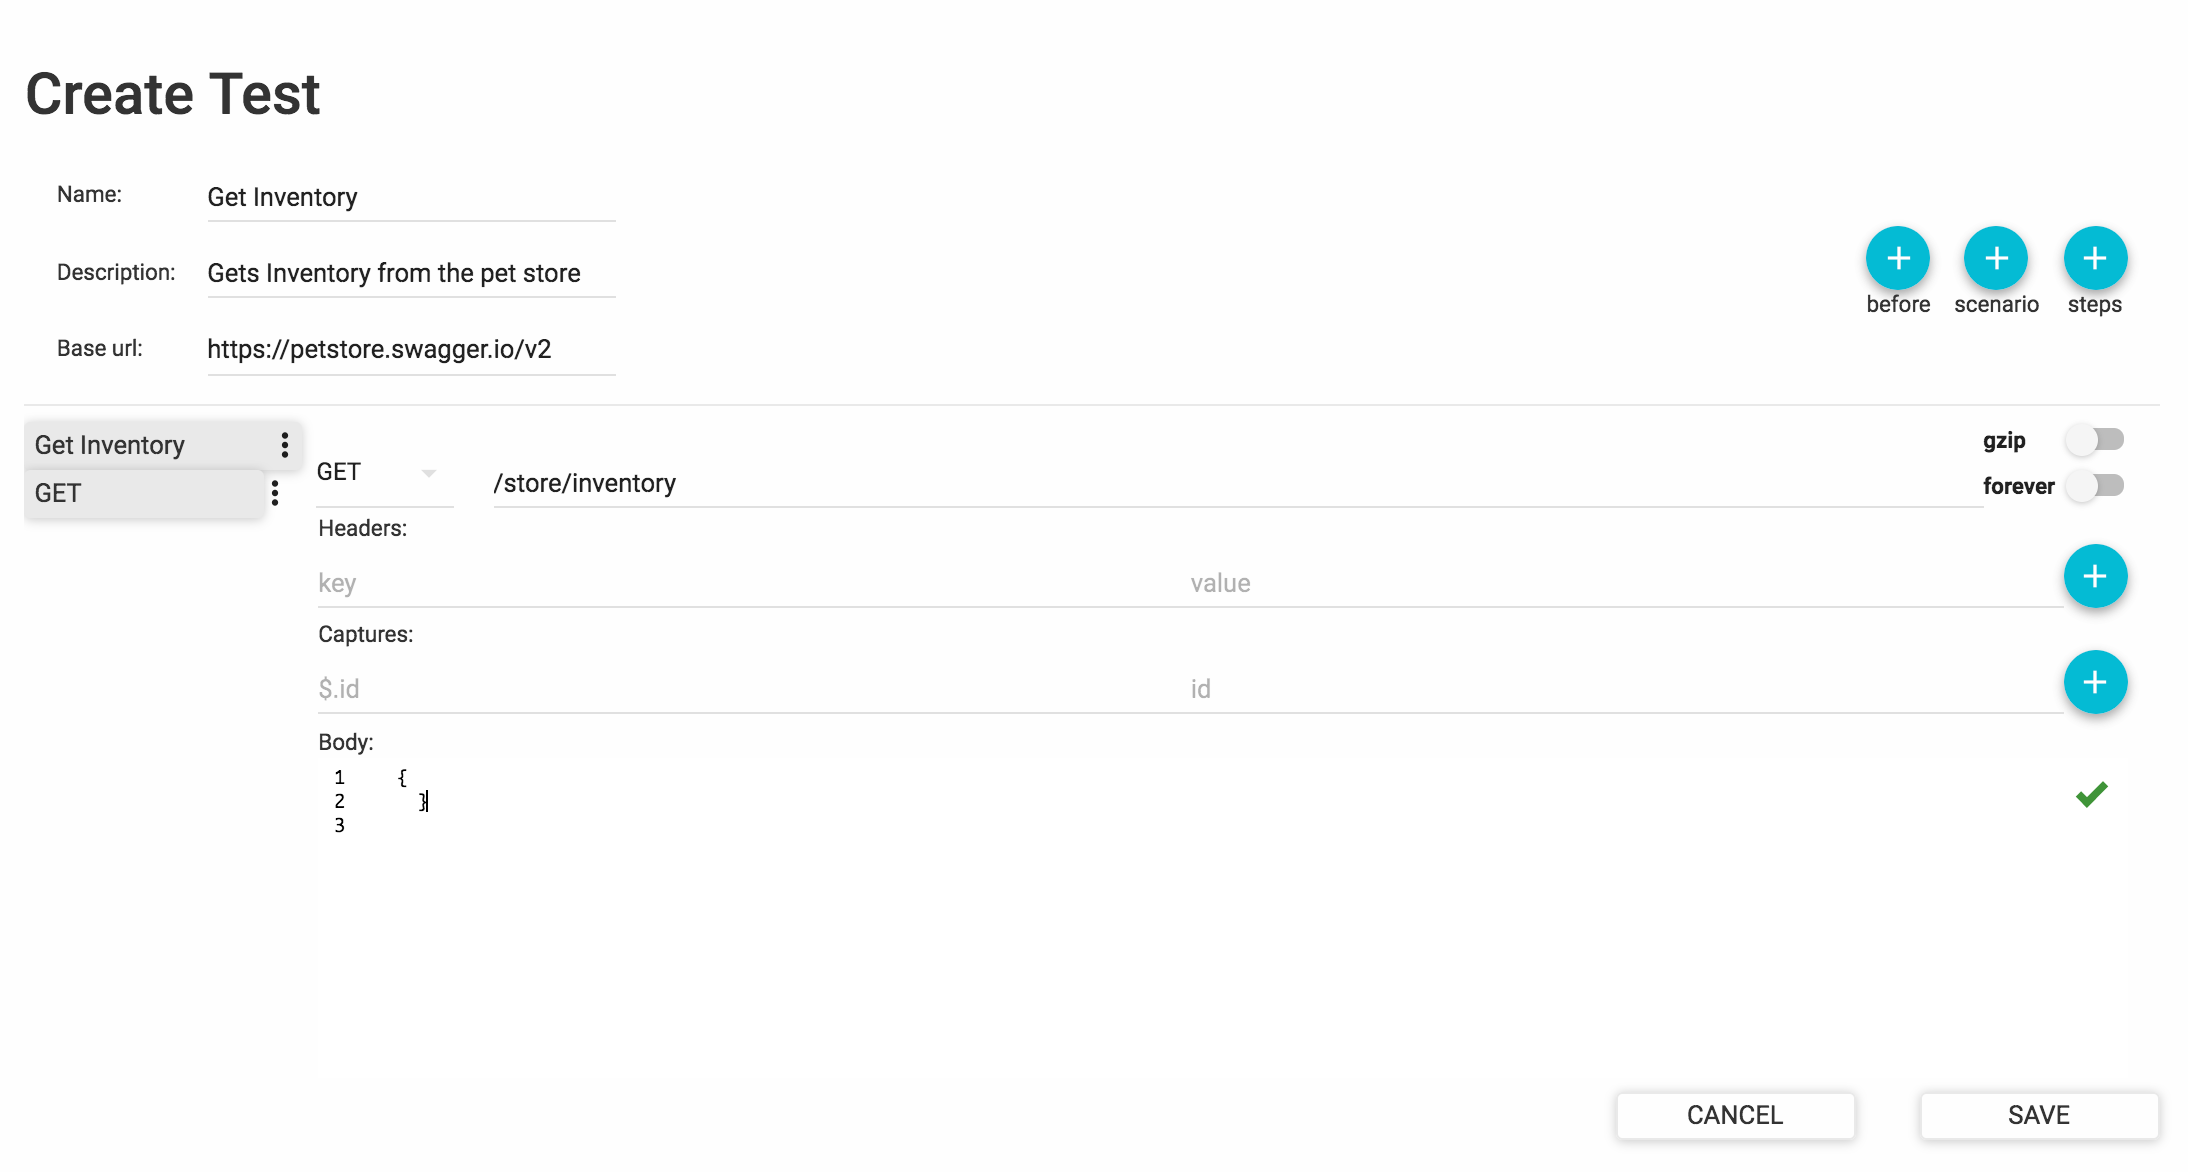 Create Test
Name: Get Inventory
Description: Gets Inventory from the pet store
Base url: https://petstore.swagger.io/v2
before scenario steps
Get Inventory
GET
GET /store/inventory
gzip
forever
Headers:
key value
Captures:
$.id id
Body:
1 {
2 }
3
CANCEL SAVE